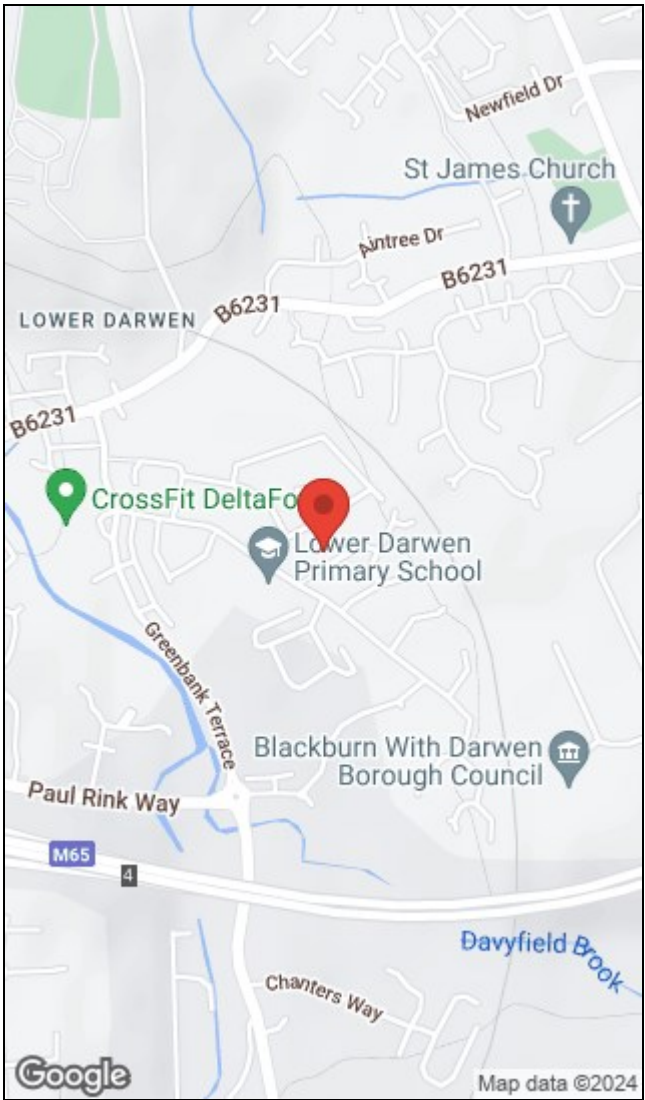 Newfield Dr
St James Church
Aintree Dr
B6231
B6231
LOWER DARWEN
B6231
CrossFit DeltaFo
Lower Darwen
Primary School
Greenbank Terrace
Blackburn With Darwen
Borough Council
Paul Rink Way
M65
4
Davyfield Brook
Chanters Way
Google
Map data ©2024